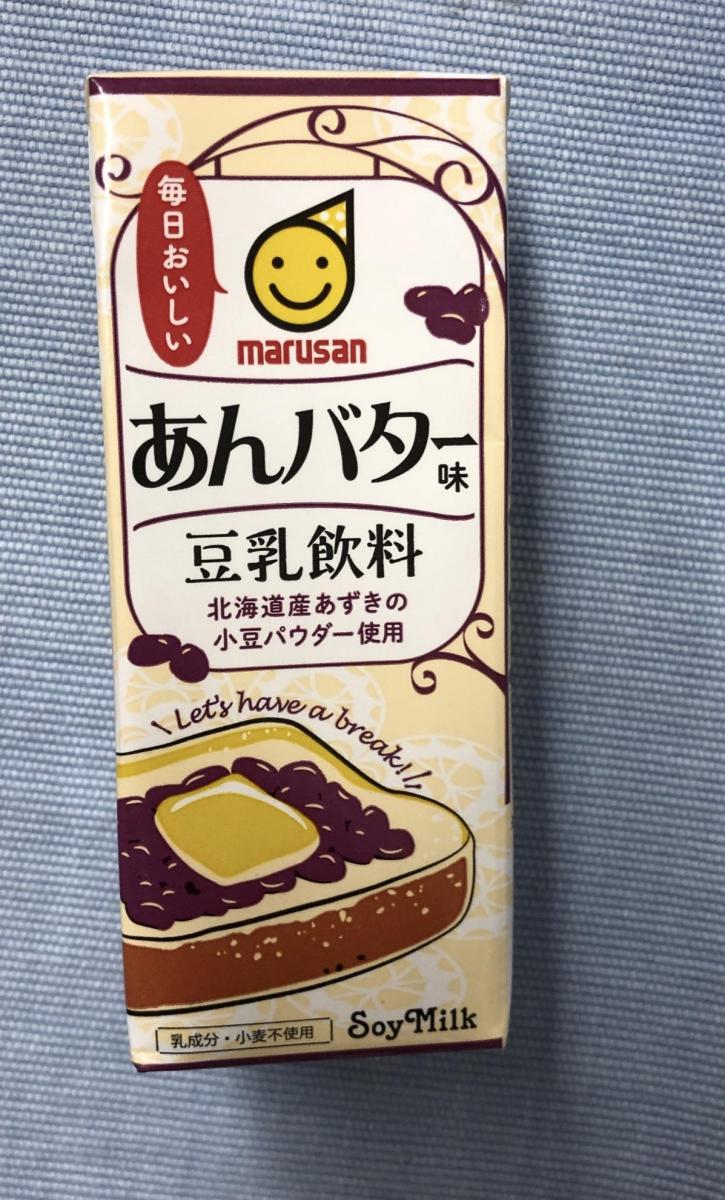 毎日おいしい
marusan
あんバター味
豆乳飲料
北海道産あずきの
小豆パウダー使用
Let's have a break!!
乳成分・小麦不使用
SoyMilk